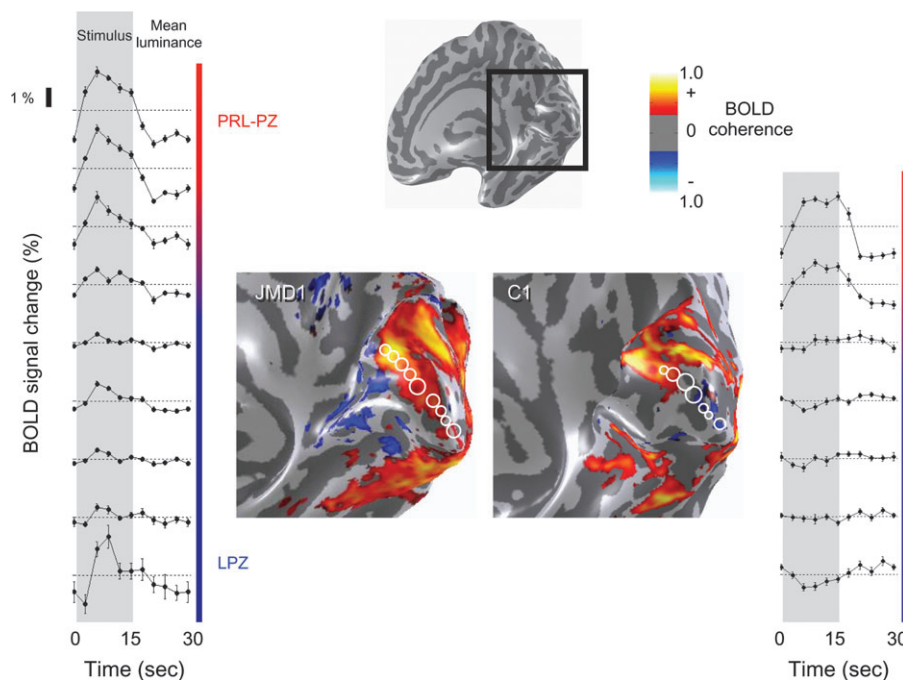 Stimulus
Mean
luminance
1 %
PRL-PZ
LPZ
BOLD signal change (%)
0
15
30
Time (sec)
1.0
+
0
-
1.0
BOLD
coherence
JMD1
C1
0
15
30
Time (sec)